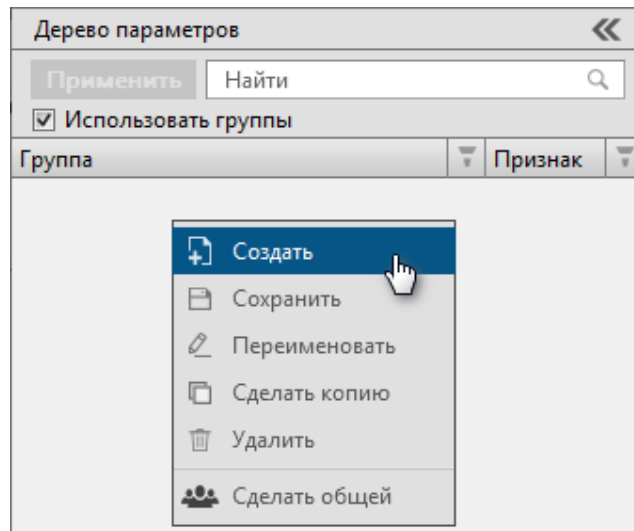 Дерево параметров
Применить Найти
Использовать группы
Группа Признак
Создать
Сохранить
Переименовать
Сделать копию
Удалить
Сделать общей